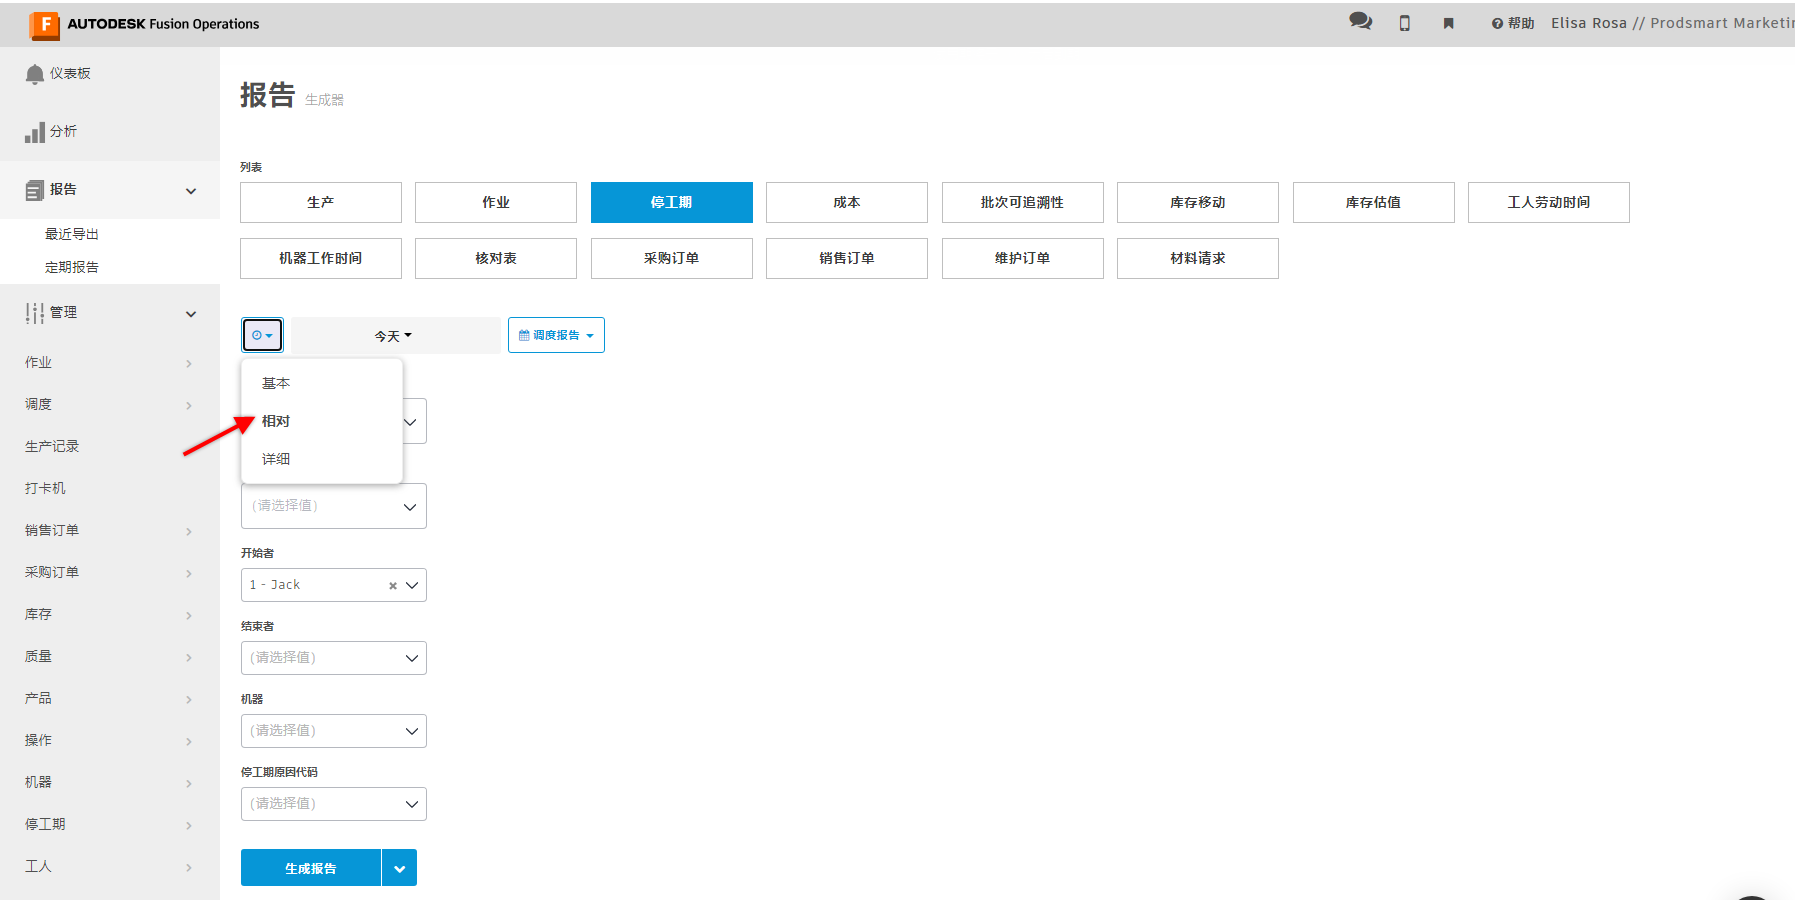 AUTODESK Fusion Operations
帮助
Elisa Rosa // Prodsmart Marketin
仪表板
分析
报告
最近导出
定期报告
管理
作业
调度
生产记录
打卡机
销售订单
采购订单
库存
质量
产品
操作
机器
停工期
工人
报告 生成器
列表
生产 作业 停工期 成本 批次可追溯性 库存移动 库存估值 工人劳动时间
机器工作时间 核对表 采购订单 销售订单 维护订单 材料请求
今天 调度报告
基本
相对
详细
(请选择值)
开始者
1 - Jack
结束者
(请选择值)
机器
(请选择值)
停工期原因代码
(请选择值)
生成报告